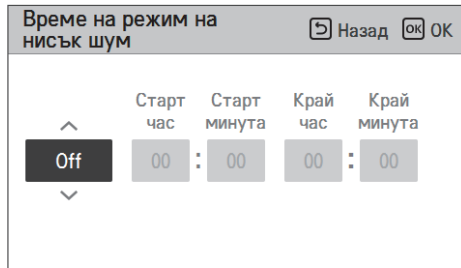 Време на режим на
нисък шум
Назад
OK OK
Старт час
Старт минута
Край час
Край минута
Off
00 : 00
00 : 00